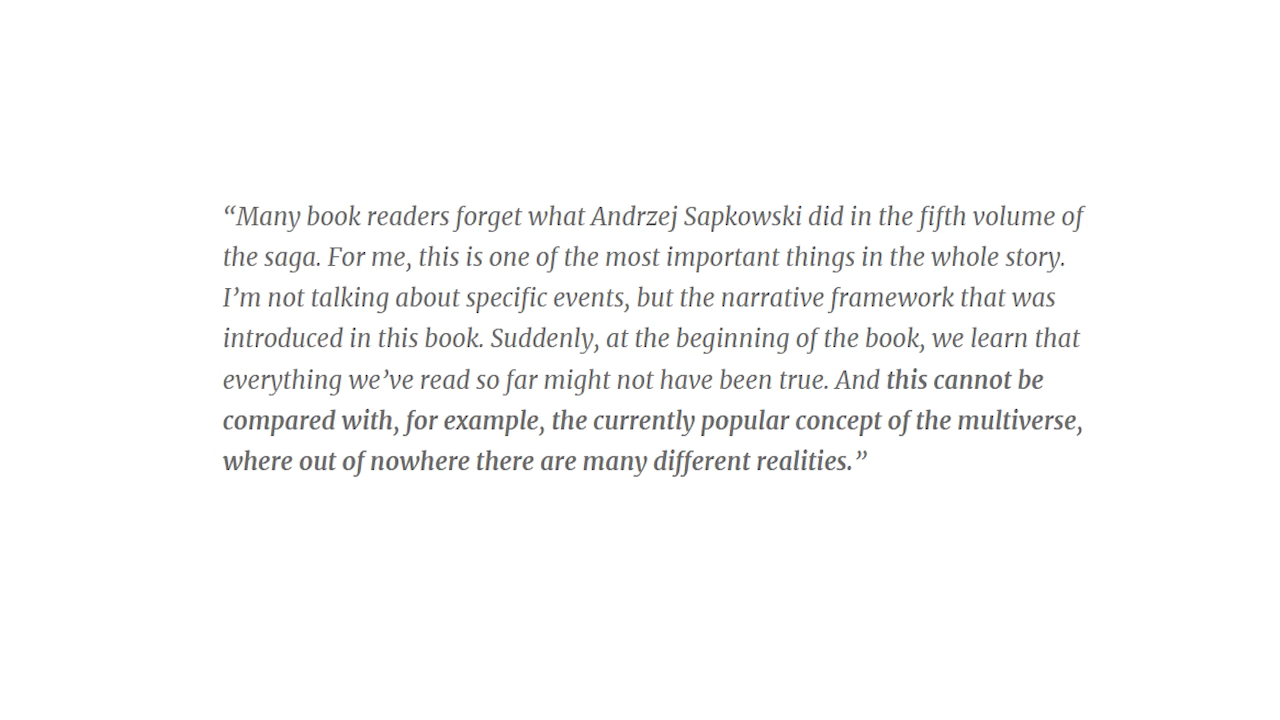 “Many book readers forget what Andrzej Sapkowski did in the fifth volume of
the saga. For me, this is one of the most important things in the whole story.
I’m not talking about specific events, but the narrative framework that was
introduced in this book. Suddenly, at the beginning of the book, we learn that
everything we’ve read so far might not have been true. And this cannot be
compared with, for example, the currently popular concept of the multiverse,
where out of nowhere there are many different realities.”